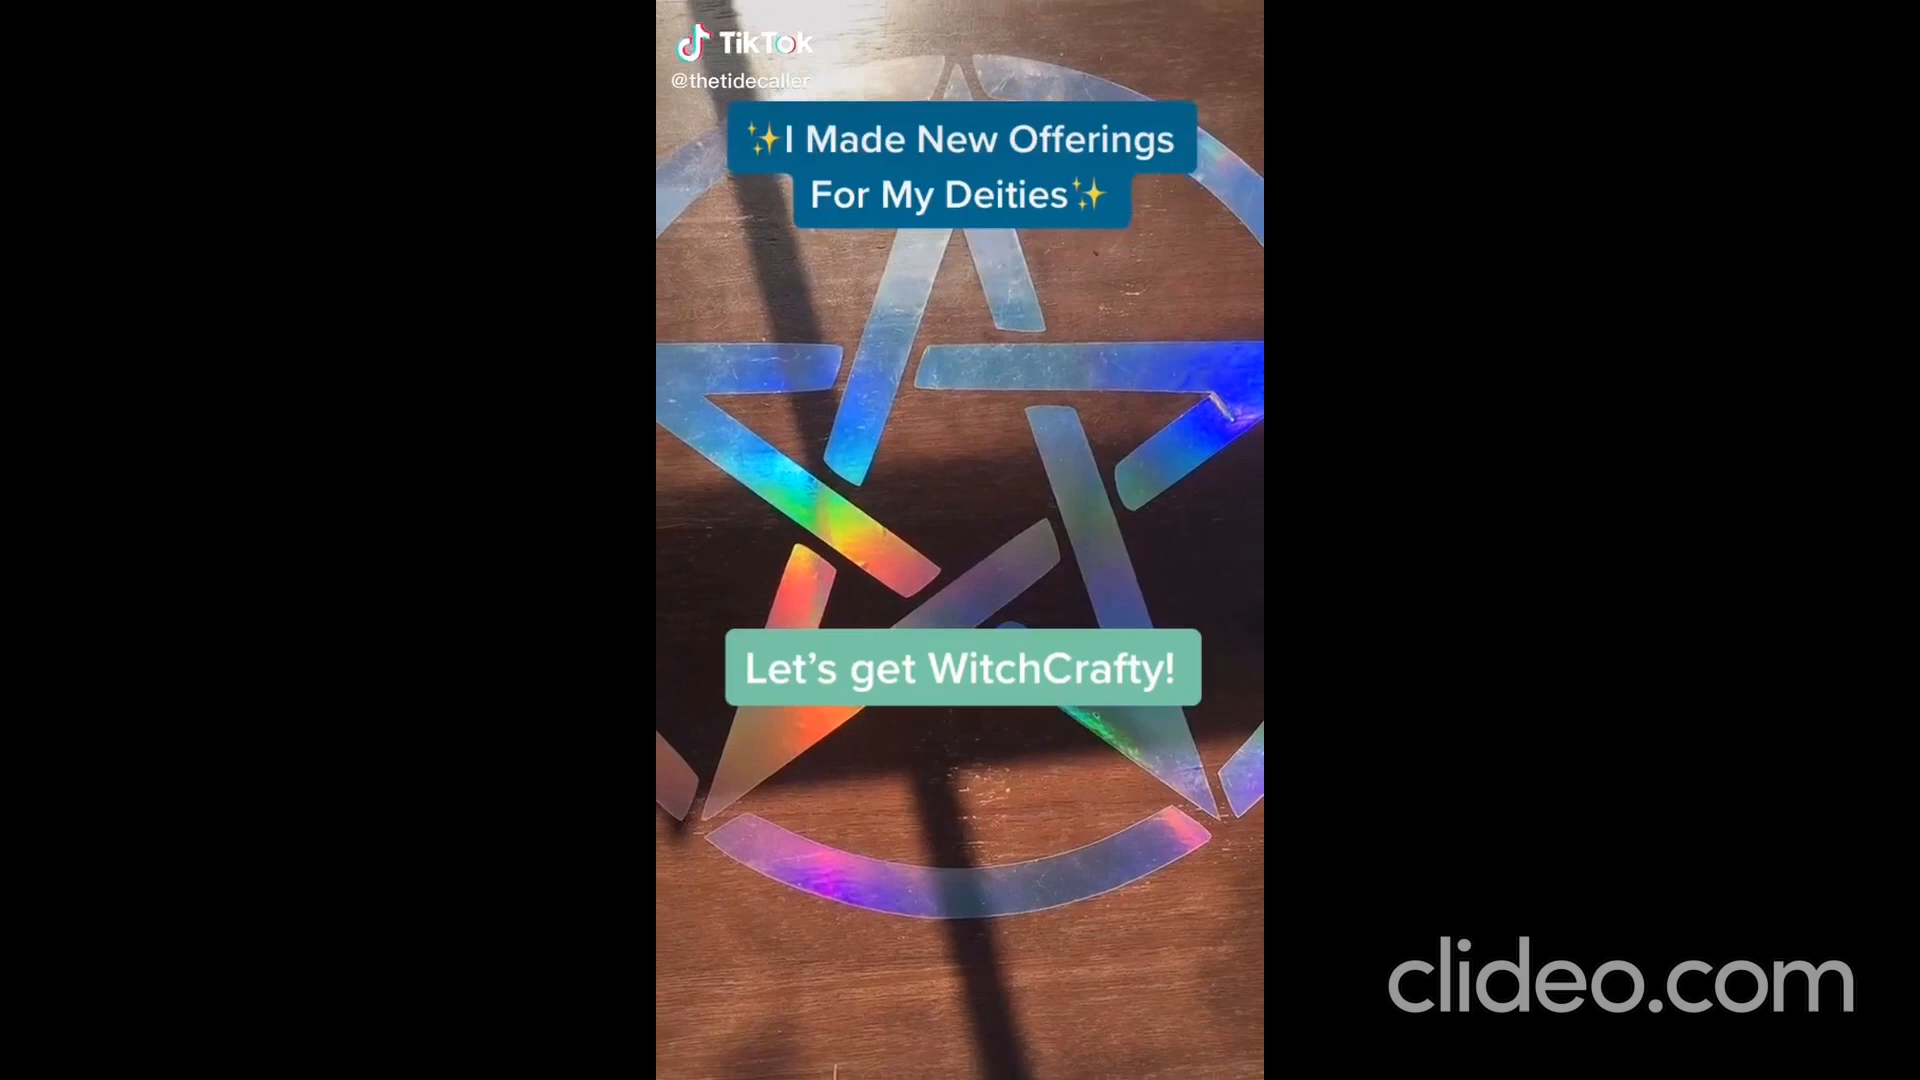 TikTok
@thetidecaller
✨I Made New Offerings
For My Deities✨
Let's get WitchCrafty!
clideo.com